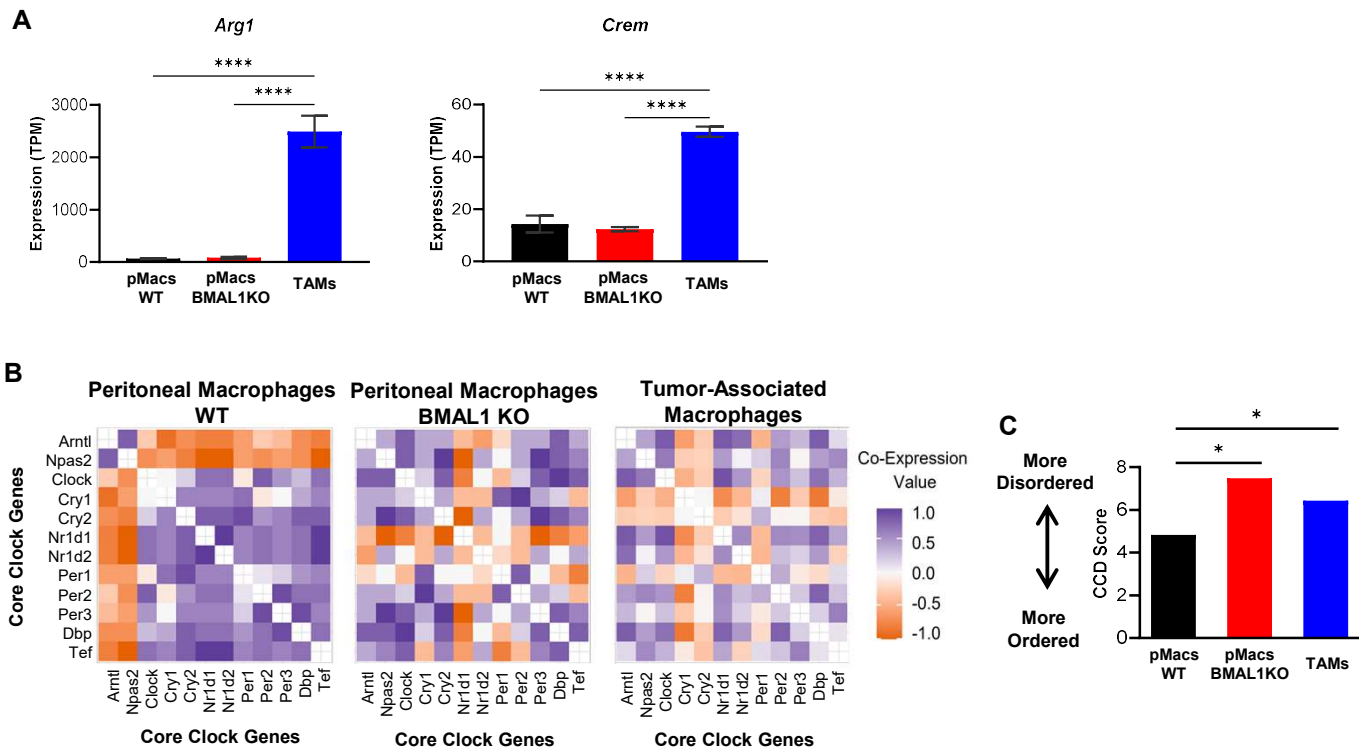 A
Arg1
****
****
Expression (TPM)
3000
2000
1000
0
pMacs
WT
pMacs
BMAL1KO
TAMs
Crem
****
****
Expression (TPM)
60
40
20
0
pMacs
WT
pMacs
BMAL1KO
TAMs
B
Peritoneal Macrophages
WT
Peritoneal Macrophages
BMAL1 KO
Tumor-Associated
Macrophages
Core Clock Genes
Arntl
Npas2
Clock
Cry1
Cry2
Nr1d1
Nr1d2
Per1
Per2
Per3
Dbp
Tef
Arntl
Npas2
Clock
Cry1
Cry2
Nr1d1
Nr1d2
Per1
Per2
Per3
Dbp
Tef
Core Clock Genes
Arntl
Npas2
Clock
Cry1
Cry2
Nr1d1
Nr1d2
Per1
Per2
Per3
Dbp
Tef
Core Clock Genes
Arntl
Npas2
Clock
Cry1
Cry2
Nr1d1
Nr1d2
Per1
Per2
Per3
Dbp
Tef
Core Clock Genes
Co-Expression
Value
1.0
0.5
0.0
-0.5
-1.0
C
More
Disordered
More
Ordered
*
*
CCD Score
8
6
4
2
0
pMacs
WT
pMacs
BMAL1KO
TAMs